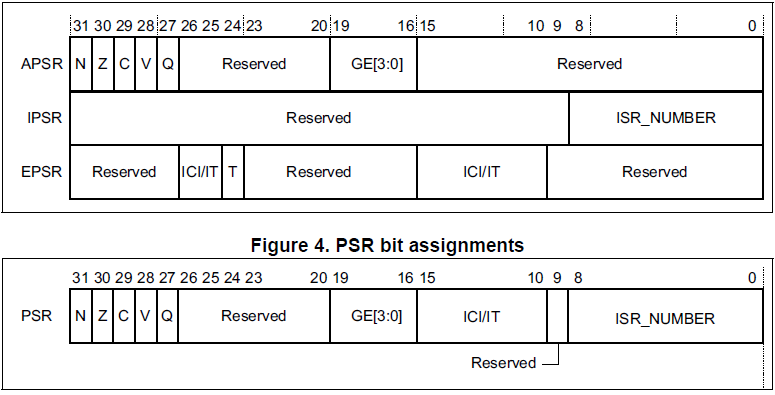 31 30 29 28 27 26 25 24 23 20 19 16 15 10 9 8 0
APSR N Z C V Q Reserved GE[3:0] Reserved
IPSR Reserved ISR_NUMBER
EPSR Reserved ICI/IT T Reserved ICI/IT Reserved
Figure 4. PSR bit assignments
31 30 29 28 27 26 25 24 23 20 19 16 15 10 9 8 0
PSR N Z C V Q Reserved GE[3:0] ICI/IT ISR_NUMBER
Reserved